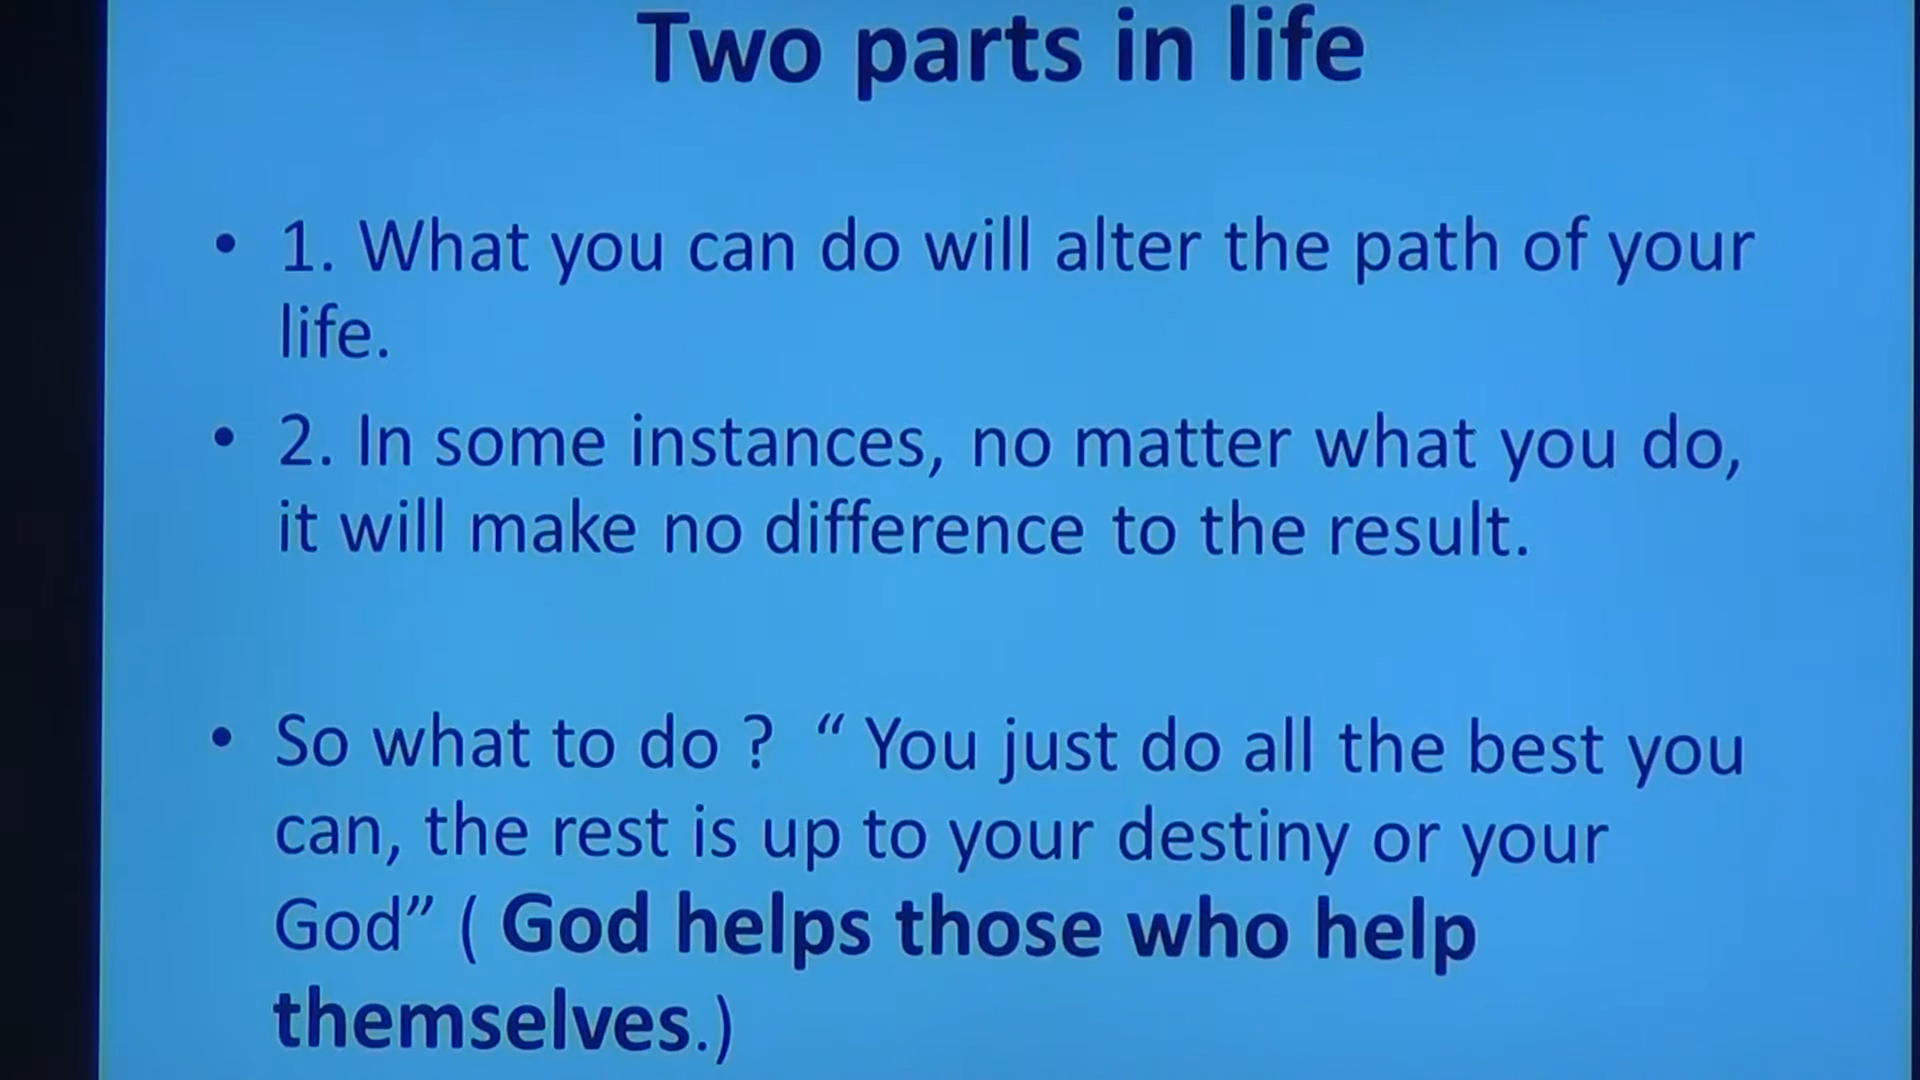 Two parts in life
• 1. What you can do will alter the path of your
life.
• 2. In some instances, no matter what you do,
it will make no difference to the result.
• So what to do ? “ You just do all the best you
can, the rest is up to your destiny or your
God” ( God helps those who help
themselves.)